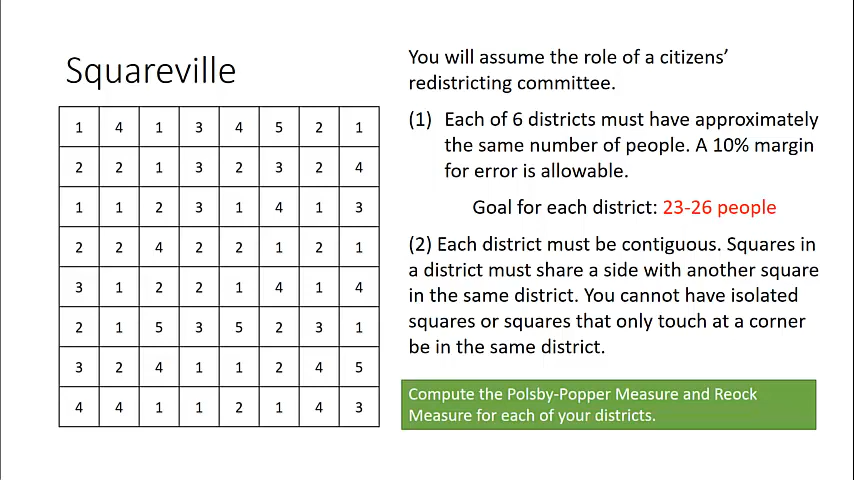 Squareville
1 4 1 3 4 5 2 1
2 2 1 3 2 3 2 4
1 1 2 3 1 4 1 3
2 2 4 2 2 1 2 1
3 1 2 2 1 4 1 4
2 1 5 3 5 2 3 1
3 2 4 1 1 2 4 5
4 4 1 1 2 1 4 3
You will assume the role of a citizens’
redistricting committee.
(1) Each of 6 districts must have approximately
the same number of people. A 10% margin
for error is allowable.
Goal for each district: 23-26 people
(2) Each district must be contiguous. Squares in
a district must share a side with another square
in the same district. You cannot have isolated
squares or squares that only touch at a corner
be in the same district.
Compute the Polsby-Popper Measure and Reock
Measure for each of your districts.